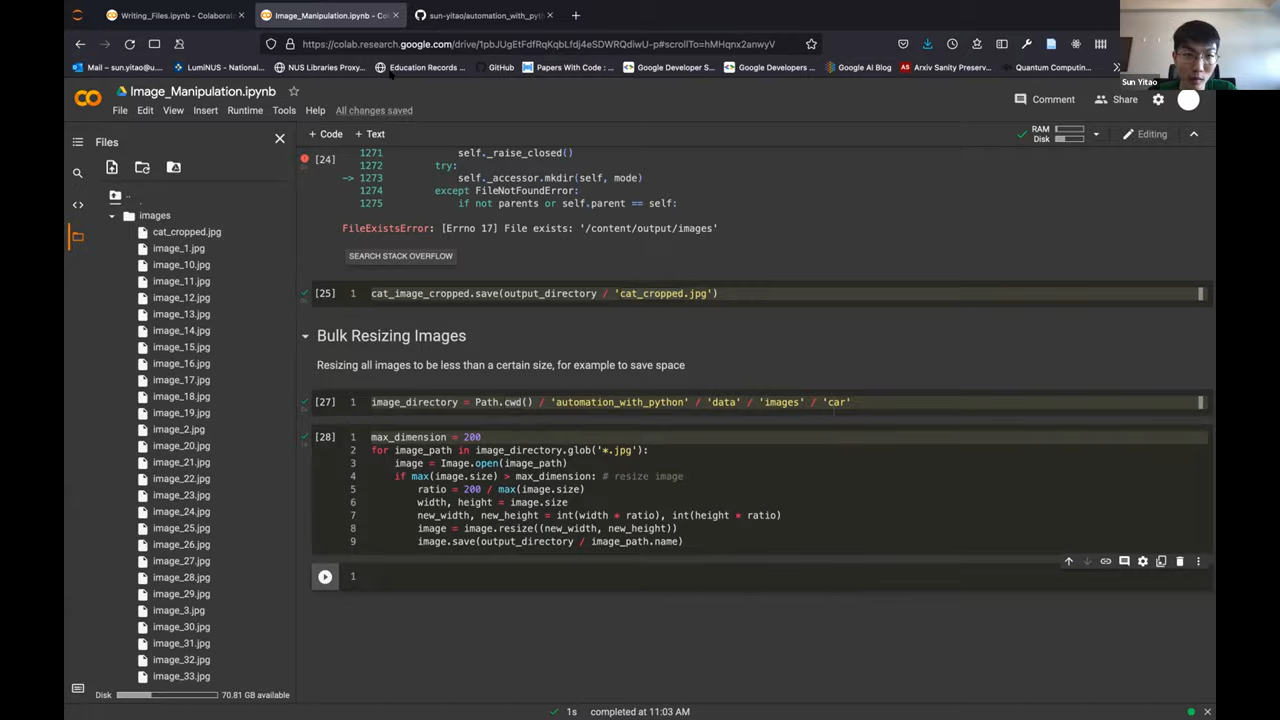 Writing_Files.ipynb - Colaborato
Image_Manipulation.ipynb - Col
sun-yitao/automation_with_pyth
https://colab.research.google.com/drive/1pbJUgEtFdfRqKqbLfdj4eSDWRQdiwU-p#scrollTo=hMHqnx2anwyV
Mail – sun.yitao@u...
LumiNUS - National...
NUS Libraries Proxy...
Education Records ...
GitHub
Papers With Code : ...
Google Developer S...
Google Developers ...
Google AI Blog
Arxiv Sanity Preserv...
Quantum Computin...
Sun Yitao
Image_Manipulation.ipynb
File Edit View Insert Runtime Tools Help All changes saved
Comment
Share
+ Code + Text
RAM
Disk
Editing
Files
..
images
cat_cropped.jpg
image_1.jpg
image_10.jpg
image_11.jpg
image_12.jpg
image_13.jpg
image_14.jpg
image_15.jpg
image_16.jpg
image_17.jpg
image_18.jpg
image_19.jpg
image_2.jpg
image_20.jpg
image_21.jpg
image_22.jpg
image_23.jpg
image_24.jpg
image_25.jpg
image_26.jpg
image_27.jpg
image_28.jpg
image_29.jpg
image_3.jpg
image_30.jpg
image_31.jpg
image_32.jpg
image_33.jpg
Disk 70.81 GB available
[24]
1271 self._raise_closed()
1272 try:
-> 1273 self._accessor.mkdir(self, mode)
1274 except FileNotFoundError:
1275 if not parents or self.parent == self:
FileExistsError: [Errno 17] File exists: '/content/output/images'
SEARCH STACK OVERFLOW
[25] 1 cat_image_cropped.save(output_directory / 'cat_cropped.jpg')
Bulk Resizing Images
Resizing all images to be less than a certain size, for example to save space
[27] 1 image_directory = Path.cwd() / 'automation_with_python' / 'data' / 'images' / 'car'
[28] 1 max_dimension = 200
2 for image_path in image_directory.glob('*.jpg'):
3 image = Image.open(image_path)
4 if max(image.size) > max_dimension: # resize image
5 ratio = 200 / max(image.size)
6 width, height = image.size
7 new_width, new_height = int(width * ratio), int(height * ratio)
8 image = image.resize((new_width, new_height))
9 image.save(output_directory / image_path.name)
1
1s completed at 11:03 AM